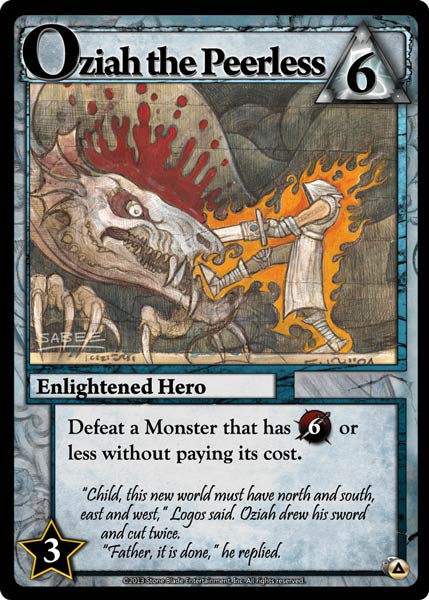 Oziah the Peerless
6
SABEE
Enlightened Hero
Defeat a Monster that has 6 or
less without paying its cost.
"Child, this new world must have north and south,
east and west," Logos said. Oziah drew his sword
and cut twice.
"Father, it is done," he replied.
3
©2013 Stone Blade Entertainment, Inc. All rights reserved.